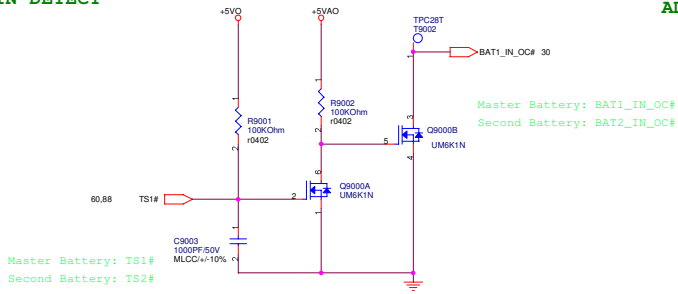 IN DETECT
AD
+5VO
+5VAO
TPC28T
T9002
1
BAT1_IN_OC# 30
1
R9001
100KOhm
r0402
2
1
R9002
100KOhm
r0402
2
Master Battery: BAT1_IN_OC#
Second Battery: BAT2_IN_OC#
3
5
Q9000B
UM6K1N
4
6
Q9000A
UM6K1N
2
1
60,88
TS1#
1
C9003
1000PF/50V
MLCC/+/-10%
2
Master Battery: TS1#
Second Battery: TS2#